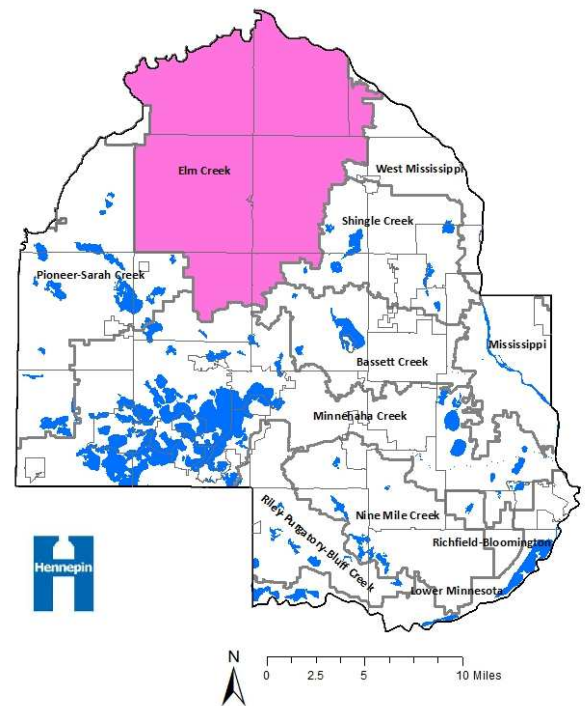 Elm Creek
West Mississippi
Shingle Creek
Pioneer-Sarah Creek
Mississippi
Bassett Creek
Minnehaha Creek
Riley Purgatory-Bluff Creek
Nine Mile Creek
Richfield-Bloomington
Lower Minnesota
Hennepin
N
0 2.5 5 10 Miles